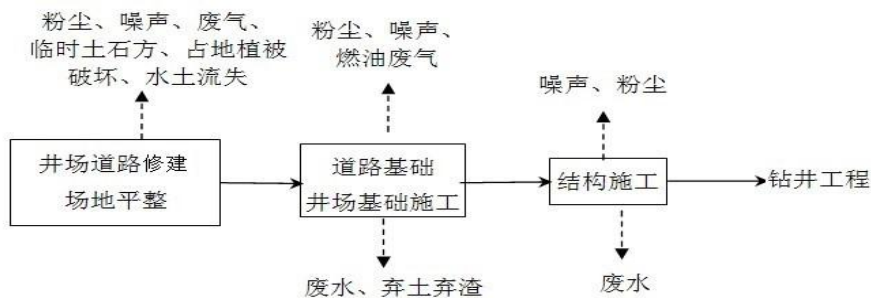 粉尘、噪声、废气、
临时土石方、占地植被
破坏、水土流失
粉尘、噪声、
燃油废气
噪声、粉尘
井场道路修建
场地平整
道路基础
井场基础施工
结构施工
钻井工程
废水、弃土弃渣
废水